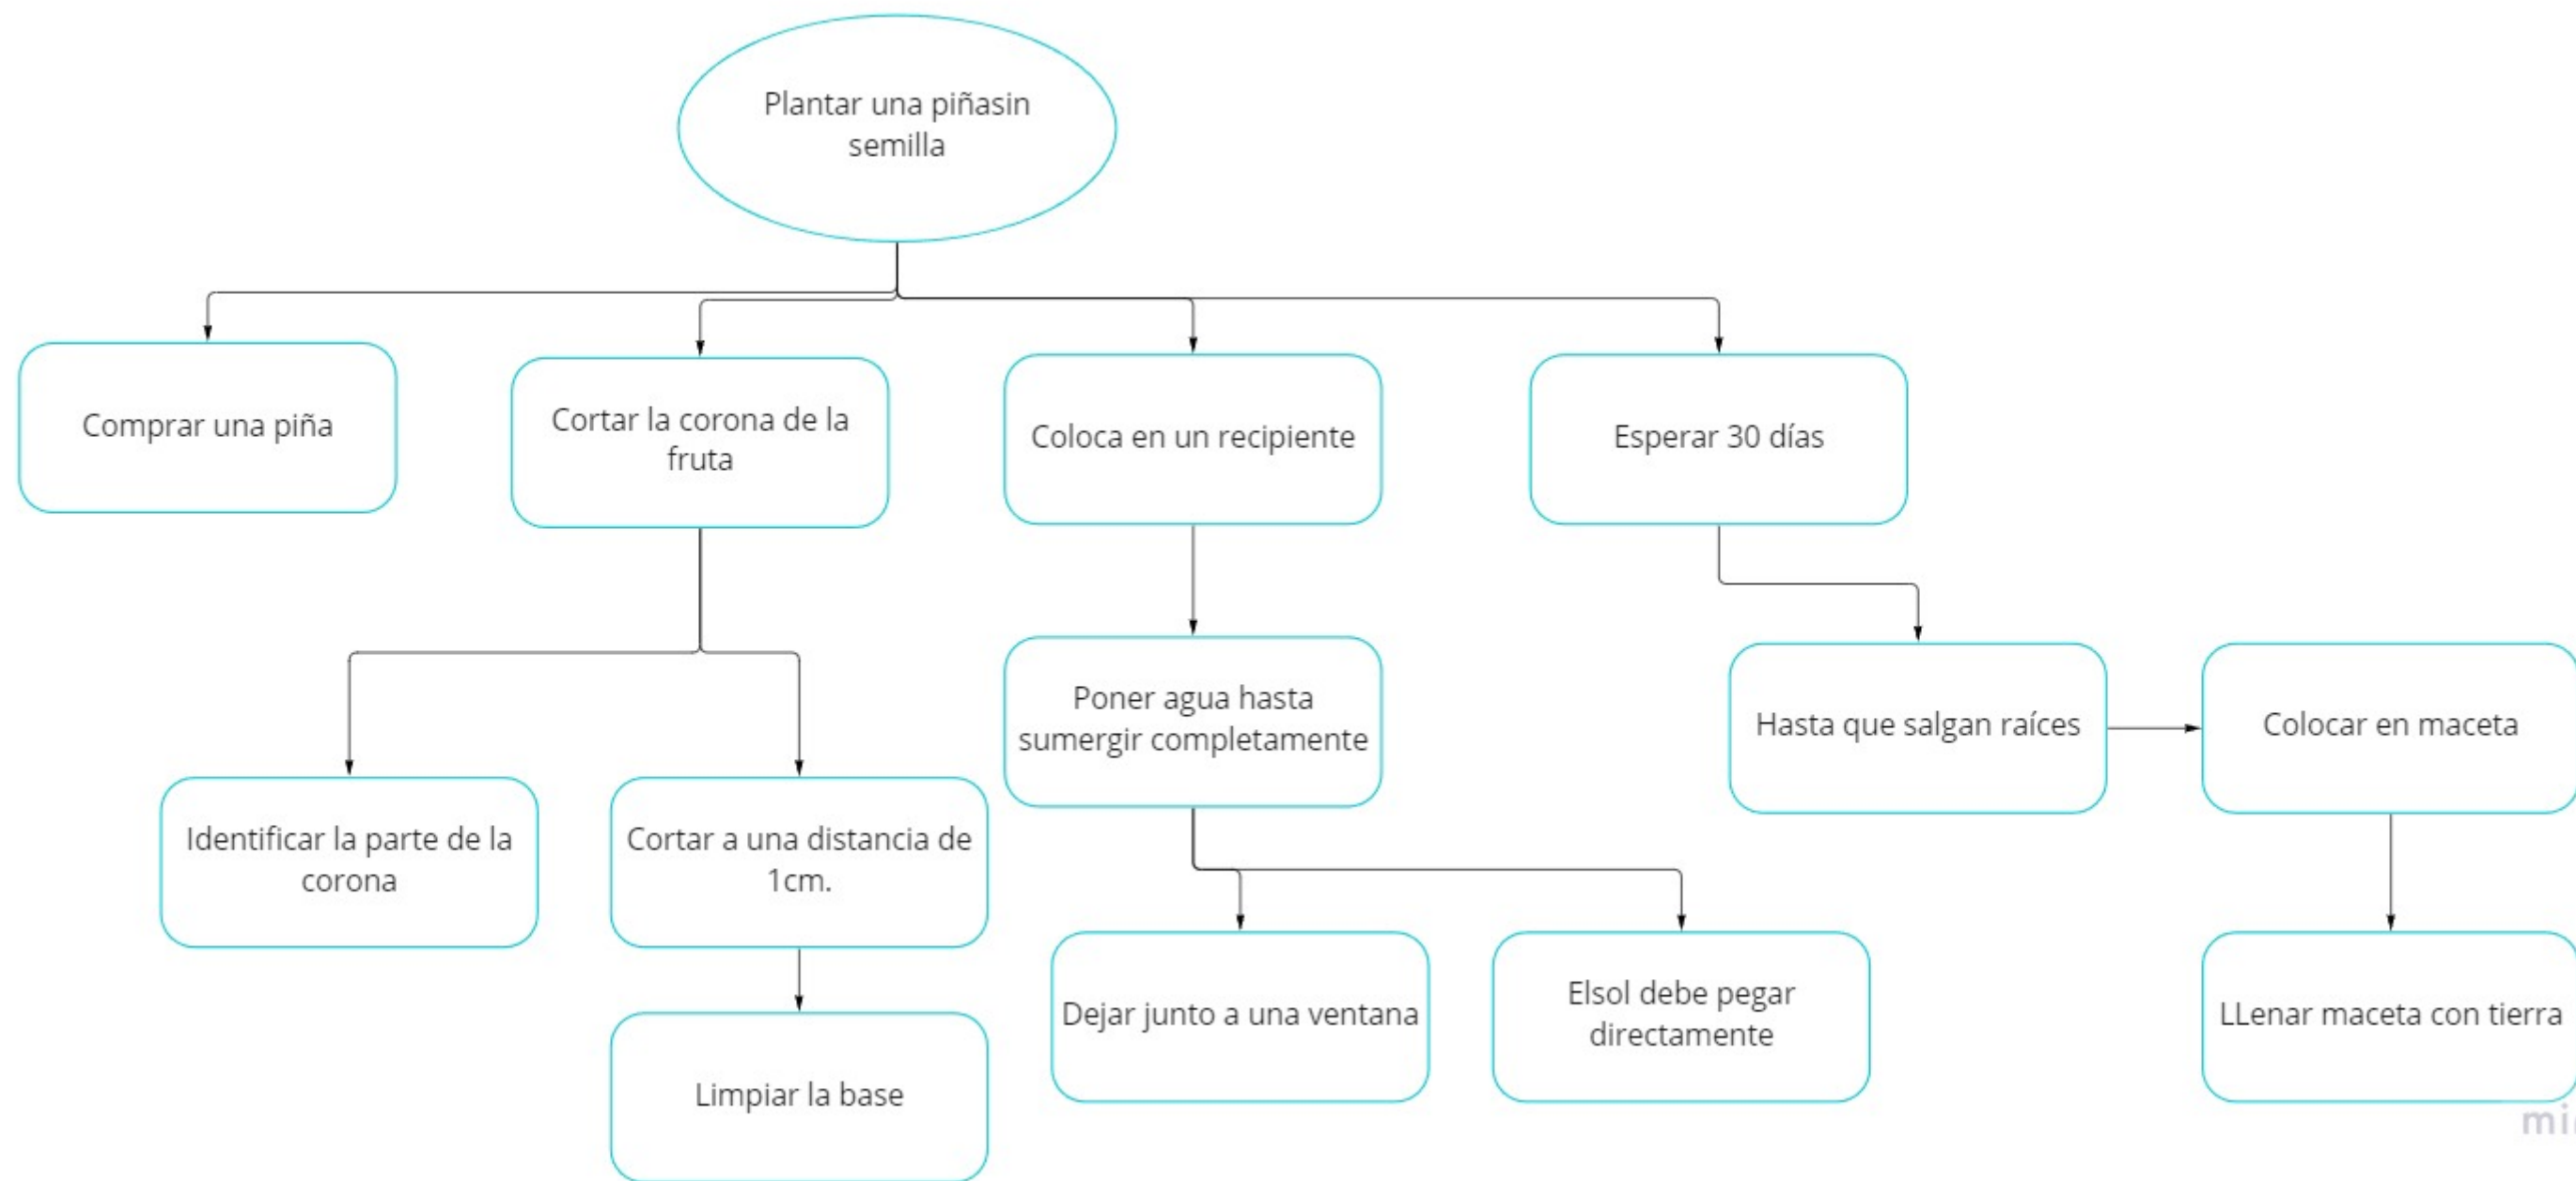 Plantar una piñasin
semilla
Comprar una piña
Cortar la corona de la
fruta
Coloca en un recipiente
Esperar 30 días
Identificar la parte de la
corona
Cortar a una distancia de
1cm.
Limpiar la base
Poner agua hasta
sumergir completamente
Dejar junto a una ventana
Elsol debe pegar
directamente
Hasta que salgan raíces
Colocar en maceta
LLenar maceta con tierra